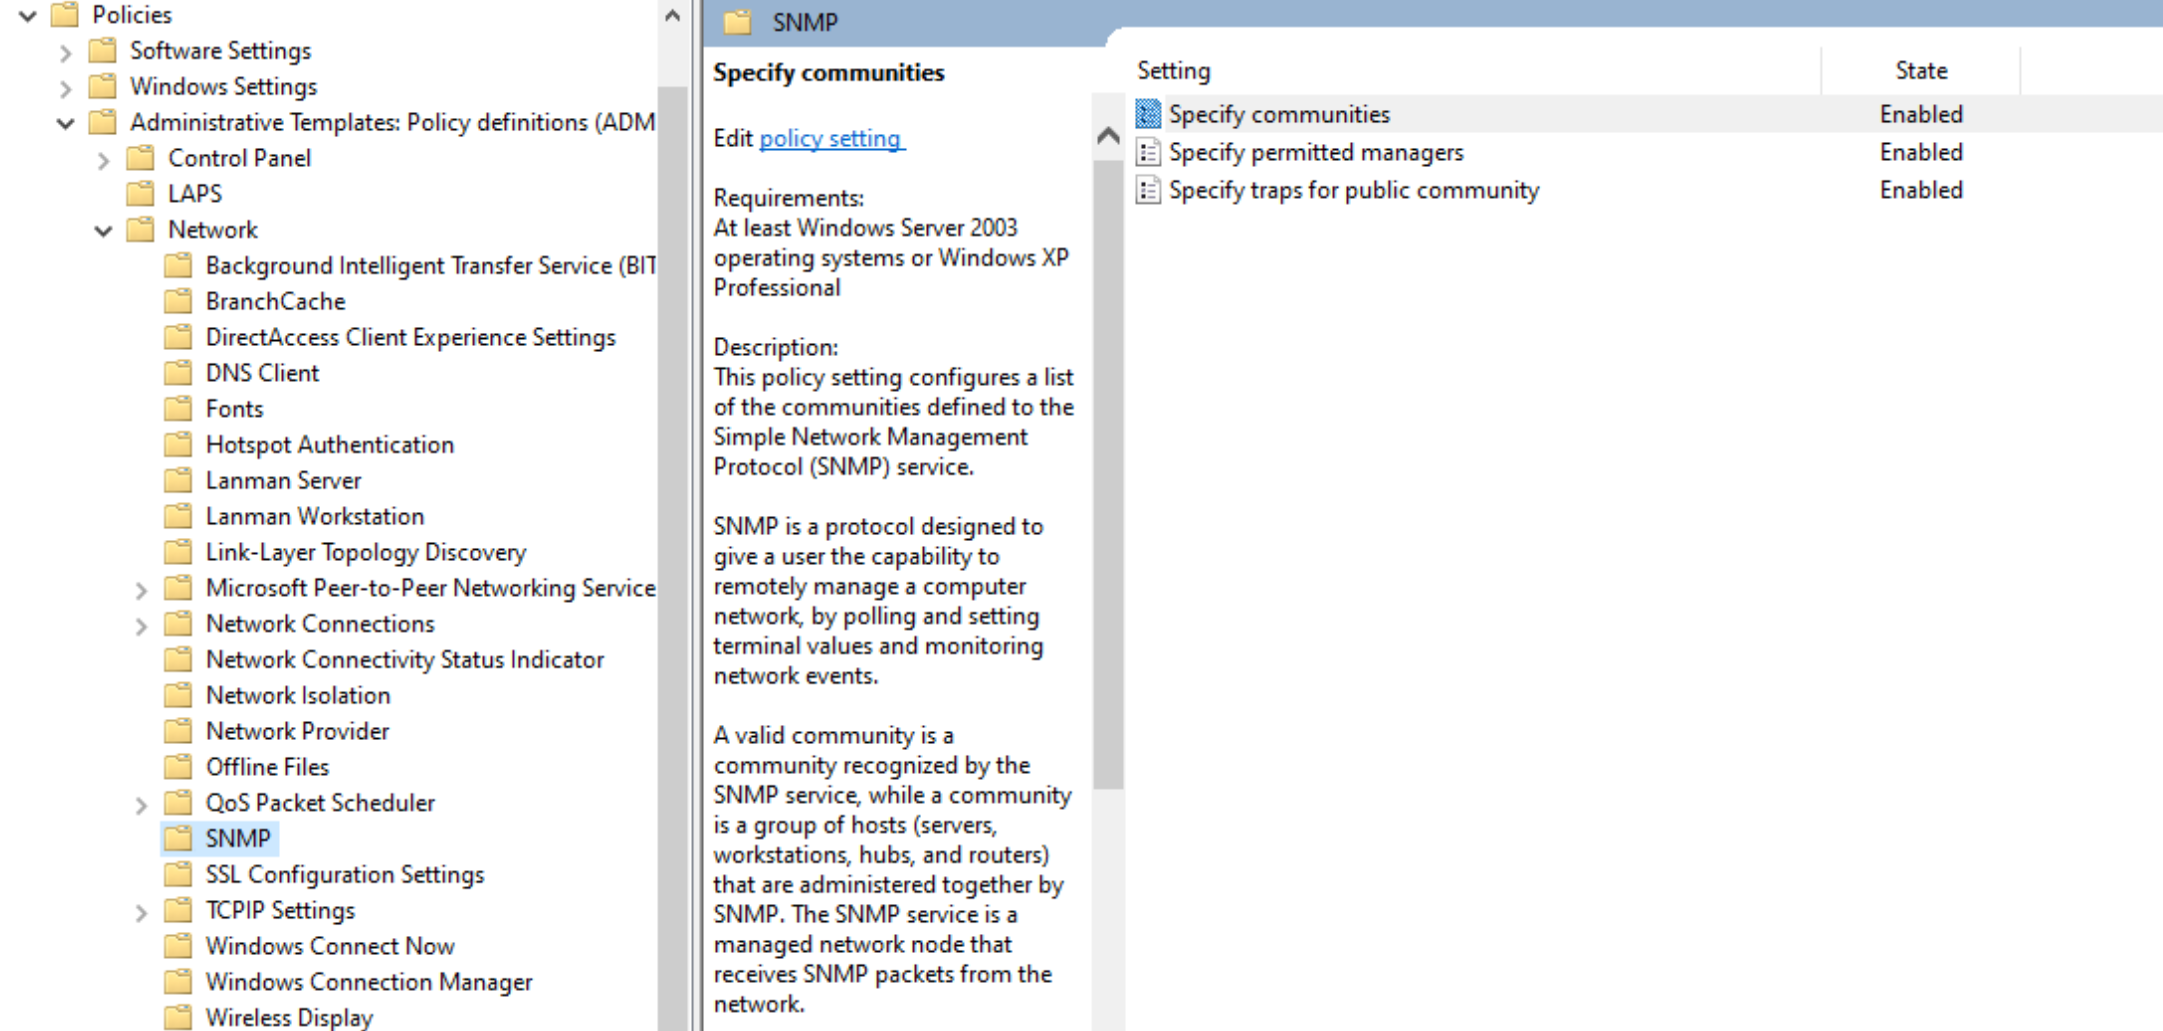 Policies
Software Settings
Windows Settings
Administrative Templates: Policy definitions (ADM
Control Panel
LAPS
Network
Background Intelligent Transfer Service (BIT
BranchCache
DirectAccess Client Experience Settings
DNS Client
Fonts
Hotspot Authentication
Lanman Server
Lanman Workstation
Link-Layer Topology Discovery
Microsoft Peer-to-Peer Networking Service
Network Connections
Network Connectivity Status Indicator
Network Isolation
Network Provider
Offline Files
QoS Packet Scheduler
SNMP
SSL Configuration Settings
TCPIP Settings
Windows Connect Now
Windows Connection Manager
Wireless Display
SNMP
Specify communities
Edit policy setting
Requirements:
At least Windows Server 2003
operating systems or Windows XP
Professional
Description:
This policy setting configures a list
of the communities defined to the
Simple Network Management
Protocol (SNMP) service.
SNMP is a protocol designed to
give a user the capability to
remotely manage a computer
network, by polling and setting
terminal values and monitoring
network events.
A valid community is a
community recognized by the
SNMP service, while a community
is a group of hosts (servers,
workstations, hubs, and routers)
that are administered together by
SNMP. The SNMP service is a
managed network node that
receives SNMP packets from the
network.
Setting State
Specify communities Enabled
Specify permitted managers Enabled
Specify traps for public community Enabled